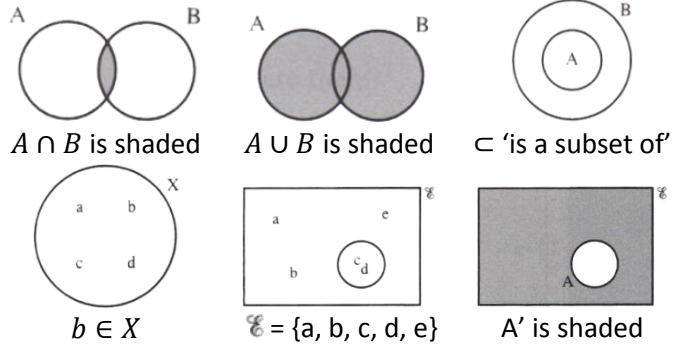 A B
A B
B
A
A ∩ B is shaded
A ∪ B is shaded
⊂ ‘is a subset of’
X
a b
c d
ℰ
a e
c
d
b
ℰ
A
b ∈ X
ℰ = {a, b, c, d, e}
A’ is shaded